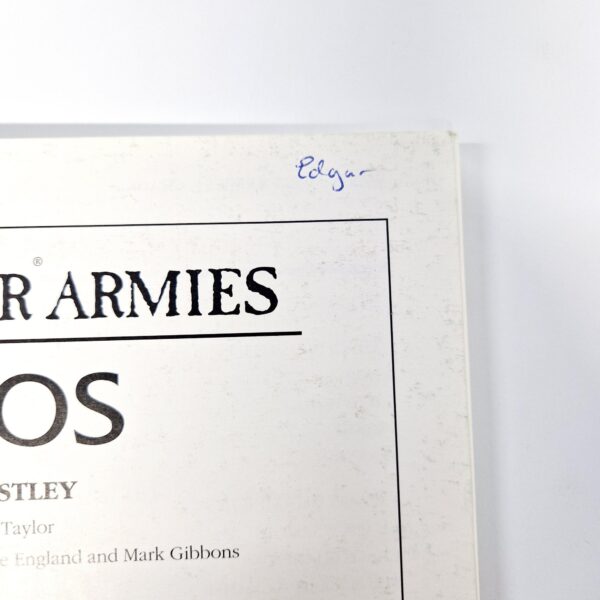 Edgar
R® ARMIES
OS
STLEY
Taylor
e England and Mark Gibbons